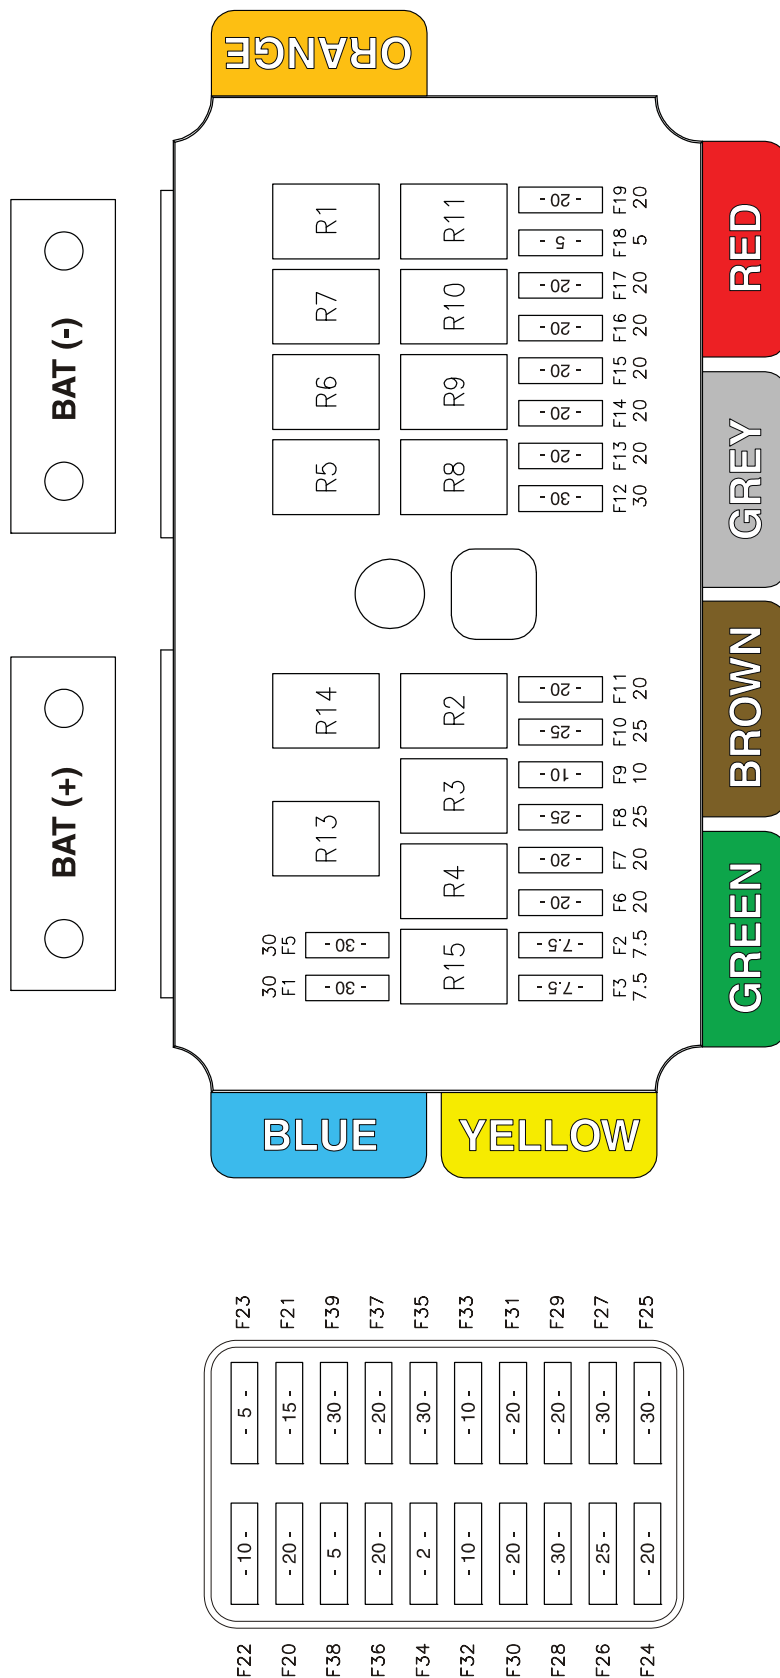 ORANGE
BAT (-)
BAT (+)
R1
R11
- 20 -
F19
20
- 5 -
F18
5
R7
R10
- 20 -
F17
20
- 20 -
F16
20
R6
R9
- 20 -
F15
20
- 20 -
F14
20
R5
R8
- 20 -
F13
20
- 30 -
F12
30
R14
R2
- 20 -
F11
20
- 25 -
F10
25
R13
R3
- 10 -
F9
10
- 25 -
F8
25
R4
- 20 -
F7
20
- 20 -
F6
20
30
F5
- 30 -
R15
- 7.5 -
F2
7.5
30
F1
- 30 -
- 7.5 -
F3
7.5
RED
GREY
BROWN
GREEN
BLUE
YELLOW
F23 F21 F39 F37 F35 F33 F31 F29 F27 F25
- 5 - - 15 - - 30 - - 20 - - 30 - - 10 - - 20 - - 20 - - 30 - - 30 -
- 10 - - 20 - - 5 - - 20 - - 2 - - 10 - - 20 - - 30 - - 25 - - 20 -
F22 F20 F38 F36 F34 F32 F30 F28 F26 F24